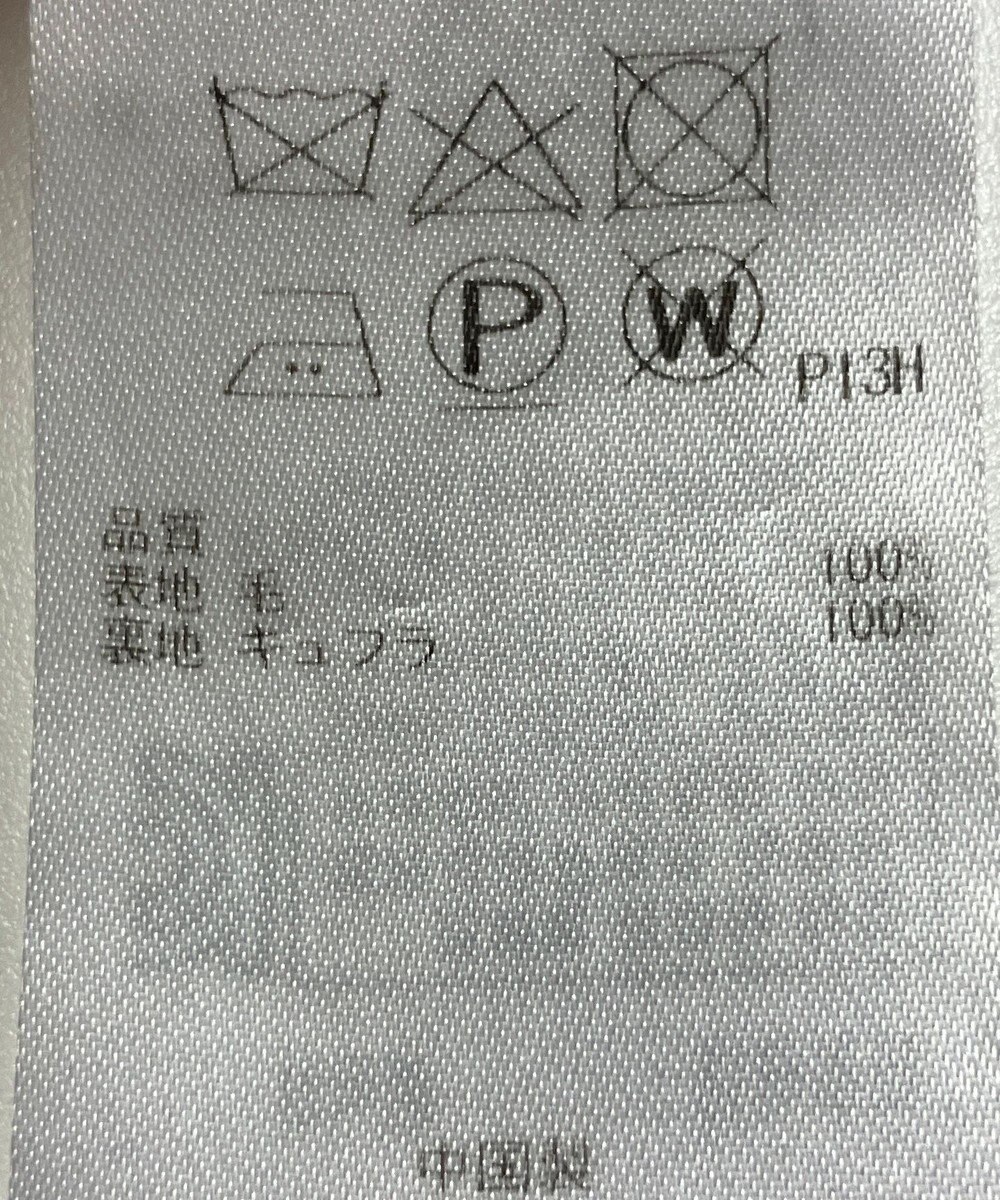 P W P13H
品質
表地 毛 100%
裏地 キュプラ 100%
中国製